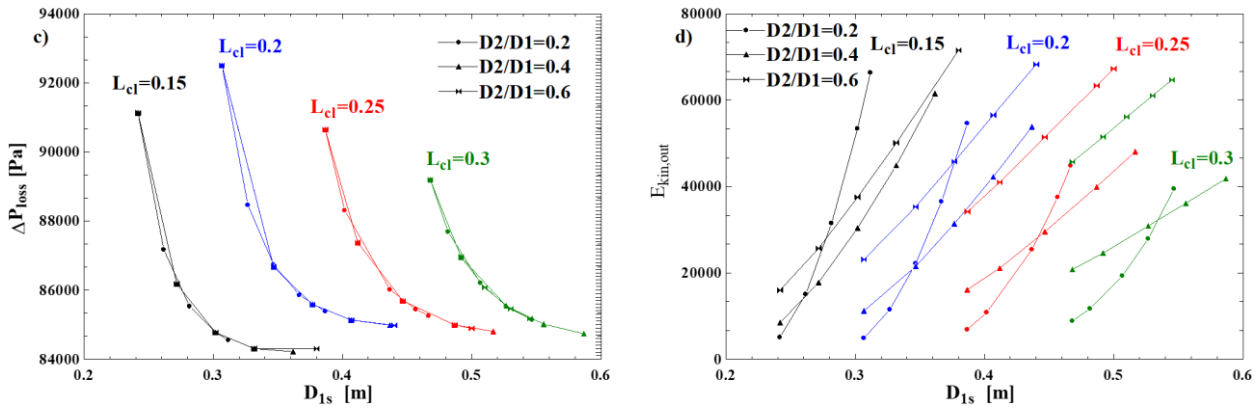 c)
94000
92000
90000
88000
86000
84000
ΔP_loss [Pa]
L_cl=0.15
L_cl=0.2
L_cl=0.25
L_cl=0.3
D2/D1=0.2
D2/D1=0.4
D2/D1=0.6
0.2 0.3 0.4 0.5 0.6
D_1s [m]
d)
80000
60000
40000
20000
0
E_kin,out
D2/D1=0.2
D2/D1=0.4
D2/D1=0.6
L_cl=0.15
L_cl=0.2
L_cl=0.25
L_cl=0.3
0.2 0.3 0.4 0.5 0.6
D_1s [m]